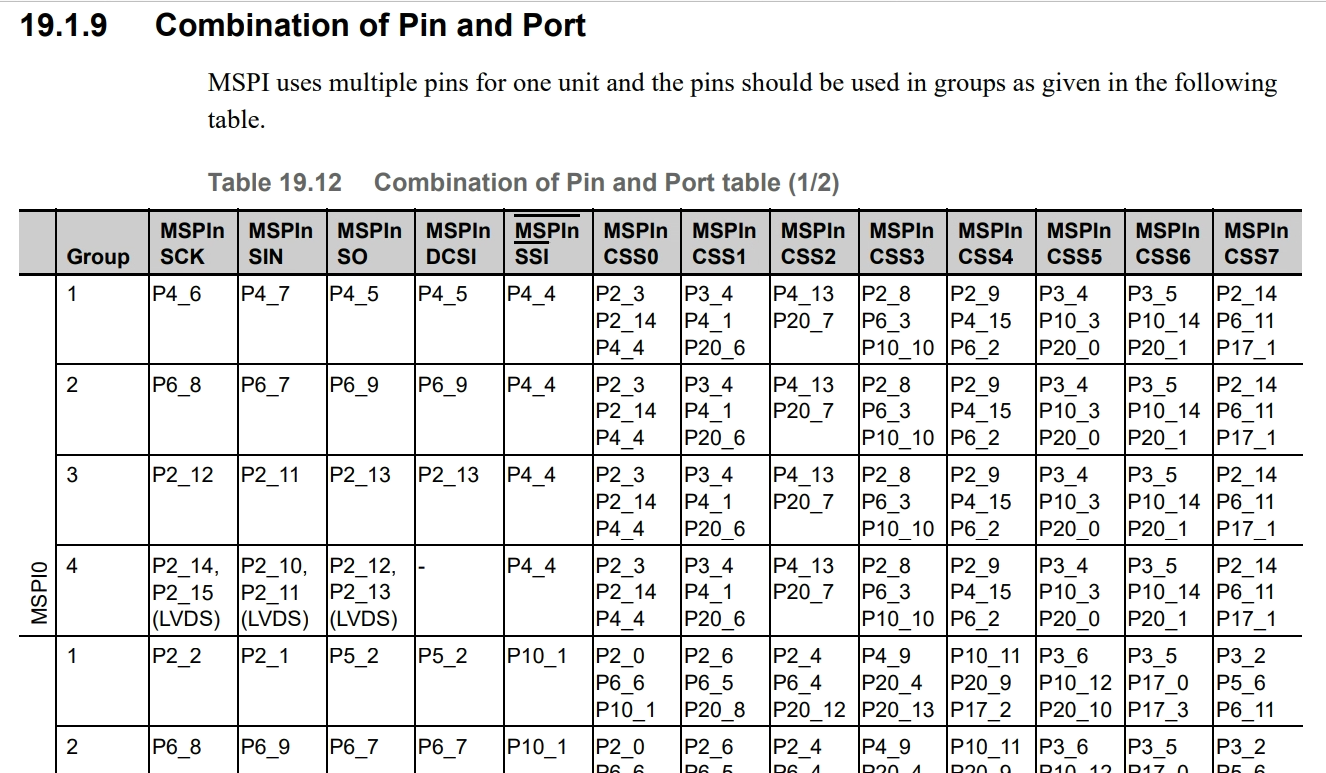 19.1.9 Combination of Pin and Port
MSPI uses multiple pins for one unit and the pins should be used in groups as given in the following
table.
Table 19.12 Combination of Pin and Port table (1/2)
Group MSPIn SCK MSPIn SIN MSPIn SO MSPIn DCSI MSPIn SSI MSPIn CSS0 MSPIn CSS1 MSPIn CSS2 MSPIn CSS3 MSPIn CSS4 MSPIn CSS5 MSPIn CSS6 MSPIn CSS7
MSPI0
1 P4_6 P4_7 P4_5 P4_5 P4_4 P2_3 P3_4 P4_13 P2_8 P2_9 P3_4 P3_5 P2_14
P2_14 P4_1 P20_7 P6_3 P4_15 P10_3 P10_14 P6_11
P4_4 P20_6 P10_10 P6_2 P20_0 P20_1 P17_1
2 P6_8 P6_7 P6_9 P6_9 P4_4 P2_3 P3_4 P4_13 P2_8 P2_9 P3_4 P3_5 P2_14
P2_14 P4_1 P20_7 P6_3 P4_15 P10_3 P10_14 P6_11
P4_4 P20_6 P10_10 P6_2 P20_0 P20_1 P17_1
3 P2_12 P2_11 P2_13 P2_13 P4_4 P2_3 P3_4 P4_13 P2_8 P2_9 P3_4 P3_5 P2_14
P2_14 P4_1 P20_7 P6_3 P4_15 P10_3 P10_14 P6_11
P4_4 P20_6 P10_10 P6_2 P20_0 P20_1 P17_1
4 P2_14, P2_10, P2_12, - P4_4 P2_3 P3_4 P4_13 P2_8 P2_9 P3_4 P3_5 P2_14
P2_15 P2_11 P2_13 P2_14 P4_1 P20_7 P6_3 P4_15 P10_3 P10_14 P6_11
(LVDS) (LVDS) (LVDS) P4_4 P20_6 P10_10 P6_2 P20_0 P20_1 P17_1
1 P2_2 P2_1 P5_2 P5_2 P10_1 P2_0 P2_6 P2_4 P4_9 P10_11 P3_6 P3_5 P3_2
P6_6 P6_5 P6_4 P20_4 P20_9 P10_12 P17_0 P5_6
P10_1 P20_8 P20_12 P20_13 P17_2 P20_10 P17_3 P6_11
2 P6_8 P6_9 P6_7 P6_7 P10_1 P2_0 P2_6 P2_4 P4_9 P10_11 P3_6 P3_5 P3_2